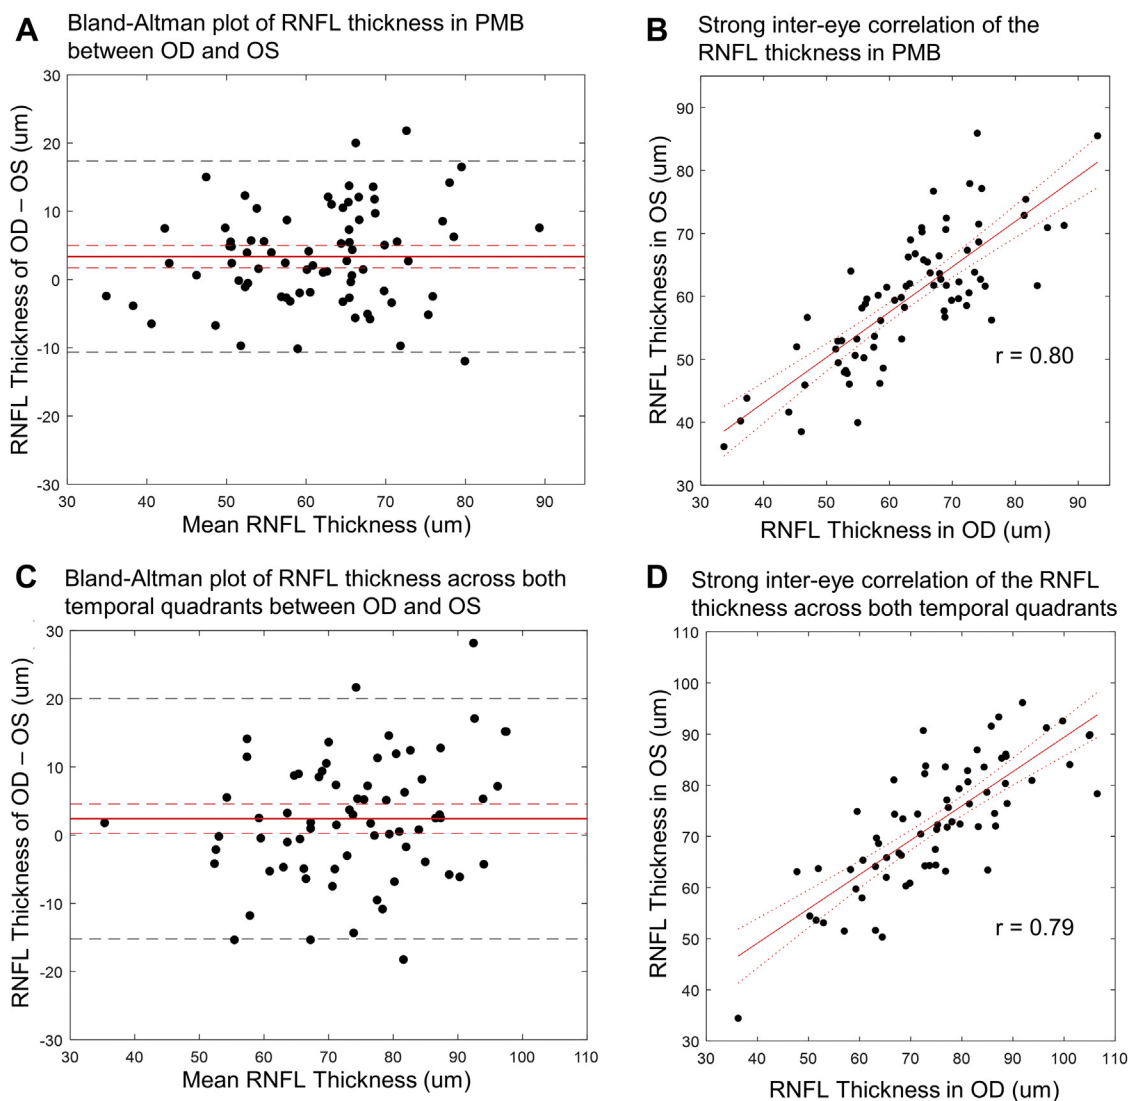 A
Bland-Altman plot of RNFL thickness in PMB
between OD and OS
30
20
10
0
-10
-20
-30
RNFL Thickness of OD – OS (um)
30 40 50 60 70 80 90
Mean RNFL Thickness (um)
B
Strong inter-eye correlation of the
RNFL thickness in PMB
90
80
70
60
50
40
30
RNFL Thickness in OS (um)
r = 0.80
30 40 50 60 70 80 90
RNFL Thickness in OD (um)
C
Bland-Altman plot of RNFL thickness across both
temporal quadrants between OD and OS
30
20
10
0
-10
-20
-30
RNFL Thickness of OD – OS (um)
30 40 50 60 70 80 90 100 110
Mean RNFL Thickness (um)
D
Strong inter-eye correlation of the RNFL
thickness across both temporal quadrants
110
100
90
80
70
60
50
40
30
RNFL Thickness in OS (um)
r = 0.79
30 40 50 60 70 80 90 100 110
RNFL Thickness in OD (um)